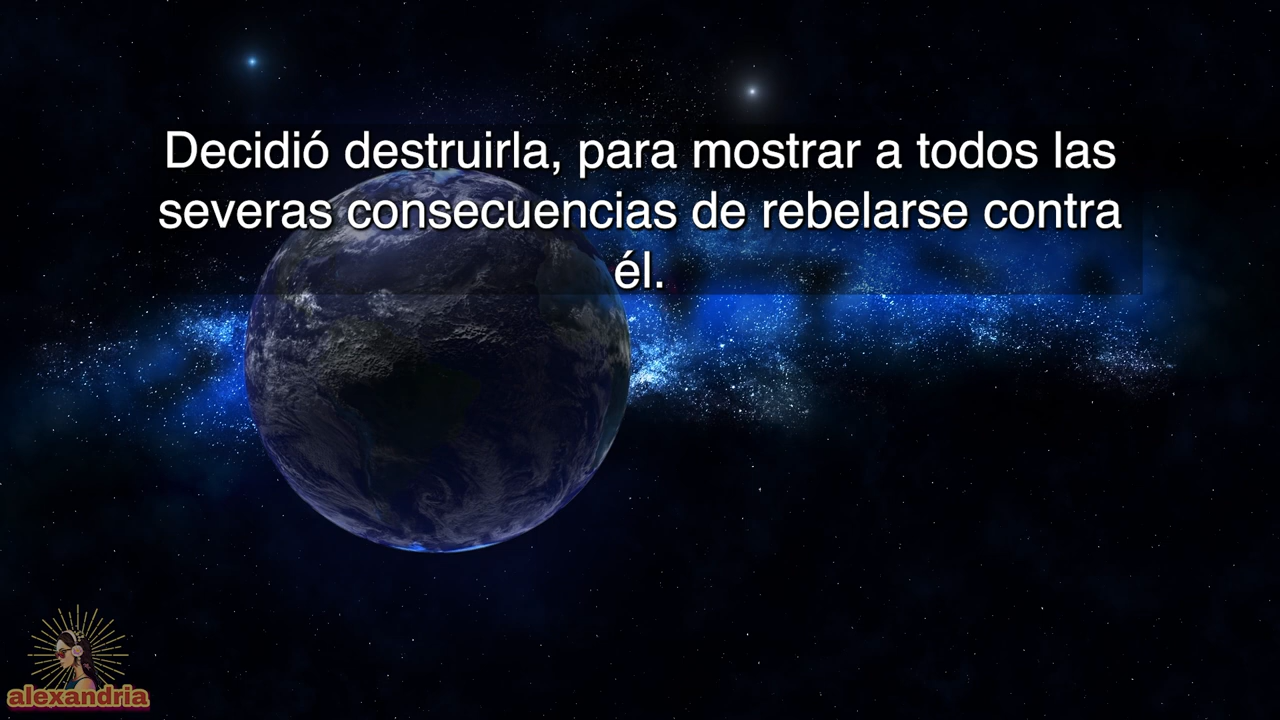 Decidió destruirla, para mostrar a todos las
severas consecuencias de rebelarse contra
él.
alexandria